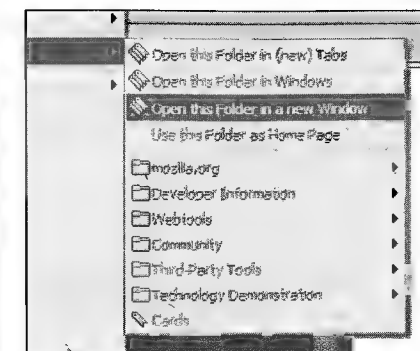 Open this Folder in (new) Tabs
Open this Folder in Windows
Open this Folder in a new Window
Use this Folder as Home Page
mozilla.org
Developer Information
Webtools
Community
Third-Party Tools
Technology Demonstration
Cards